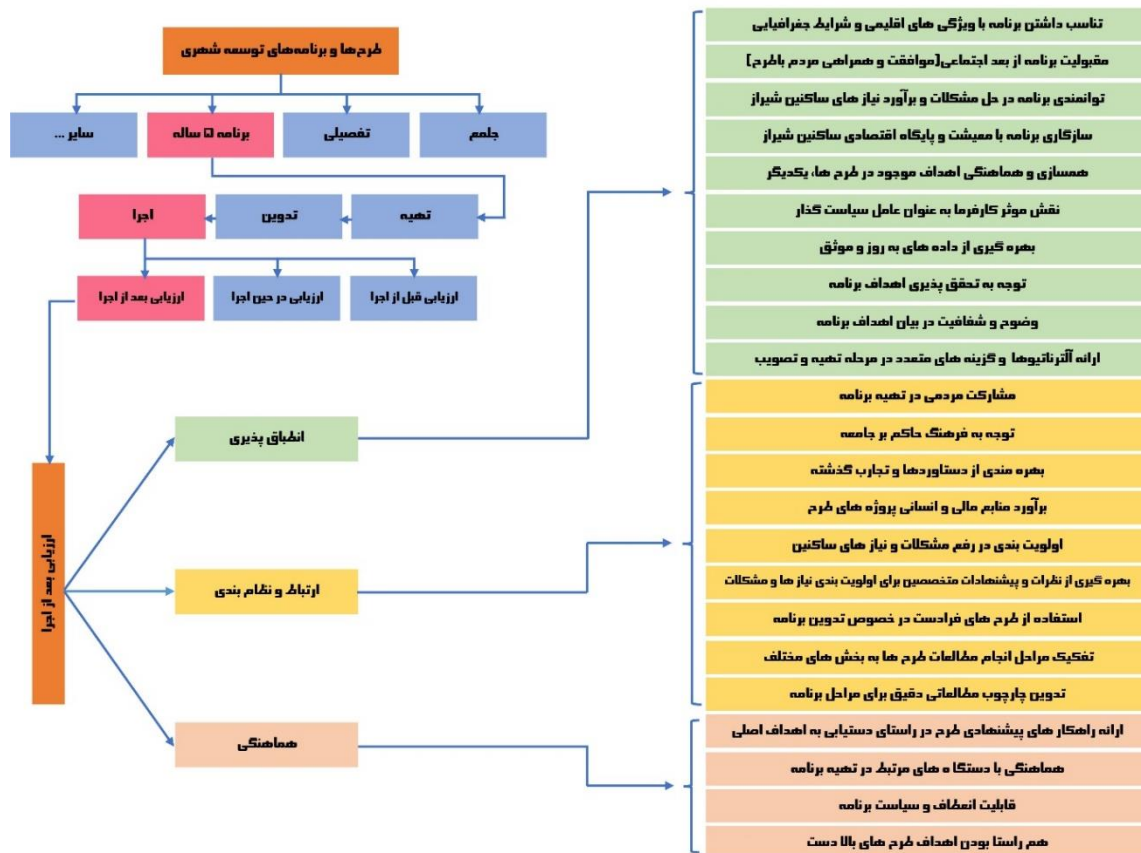 طرح‌ها و برنامه‌های توسعه شهری
جلمع
تفصیلی
برنامه ۵ ساله
سایر ...
تهیه
تدوین
اجرا
ارزیابی قبل از اجرا
ارزیابی در حین اجرا
ارزیابی بعد از اجرا
ارزیابی بعد از اجرا
انطباق پذیری
ارتباط و نظام بندی
هماهنگی
تناسب داشتن برنامه با ویژگی های اقلیمی و شرایط جغرافیایی
مقبولیت برنامه از بعد اجتماعی(موافقت و همراهی مردم باطرح)
توانمندی برنامه در حل مشکلات و برآورد نیاز های ساکنین شیراز
سازگاری برنامه با معیشت و پایگاه اقتصادی ساکنین شیراز
همسازی و هماهنگی اهداف موجود در طرح ها، یکدیگر
نقش موثر کارفرما به عنوان عامل سیاست گذار
بهره گیری از داده های به روز و موثق
توجه به تحقق پذیری اهداف برنامه
وضوح و شفافیت در بیان اهداف برنامه
ارائه آلترناتیوها و گزینه های متعدد در مرحله تهیه و تصویب
مشارکت مردمی در تهیه برنامه
توجه به فرهنگ حاکم بر جامعه
بهره مندی از دستاوردها و تجارب گذشته
برآورد منابع مالی و انسانی پروژه های طرح
اولویت بندی در رفع مشکلات و نیاز های ساکنین
بهره گیری از نظرات و پیشنهادات متخصصین برای اولویت بندی نیاز ها و مشکلات
استفاده از طرح های فرادست در خصوص تدوین برنامه
تفکیک مراحل انجام مطالعات طرح ها به بخش های مختلف
تدوین چارچوب مطالعاتی دقیق برای مراحل برنامه
ارائه راهکار های پیشنهادی طرح در راستای دستیابی به اهداف اصلی
هماهنگی با دستگا ه های مرتبط در تهیه برنامه
قابلیت انعطاف و سیاست برنامه
هم راستا بودن اهداف طرح های بالا دست